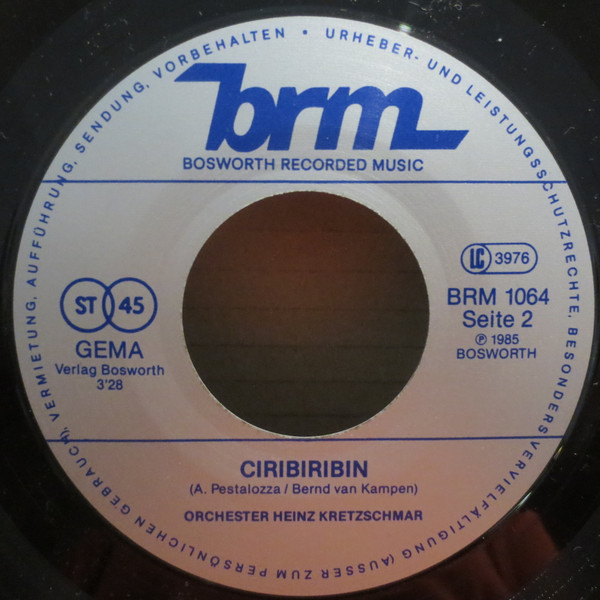 URHEBER- UND LEISTUNGSSCHUTZRECHTE, BESONDERS VERVIELFÄLTIGUNG (AUSSER ZUM PERSÖNLICHEN GEBRAUCH), VERMIETUNG, AUFFÜHRUNG, SENDUNG, VORBEHALTEN •
brm
BOSWORTH RECORDED MUSIC
ST 45
GEMA
Verlag Bosworth
3'28
LC 3976
BRM 1064
Seite 2
℗ 1985
BOSWORTH
CIRIBIRIBIN
(A. Pestalozza / Bernd van Kampen)
ORCHESTER HEINZ KRETZSCHMAR